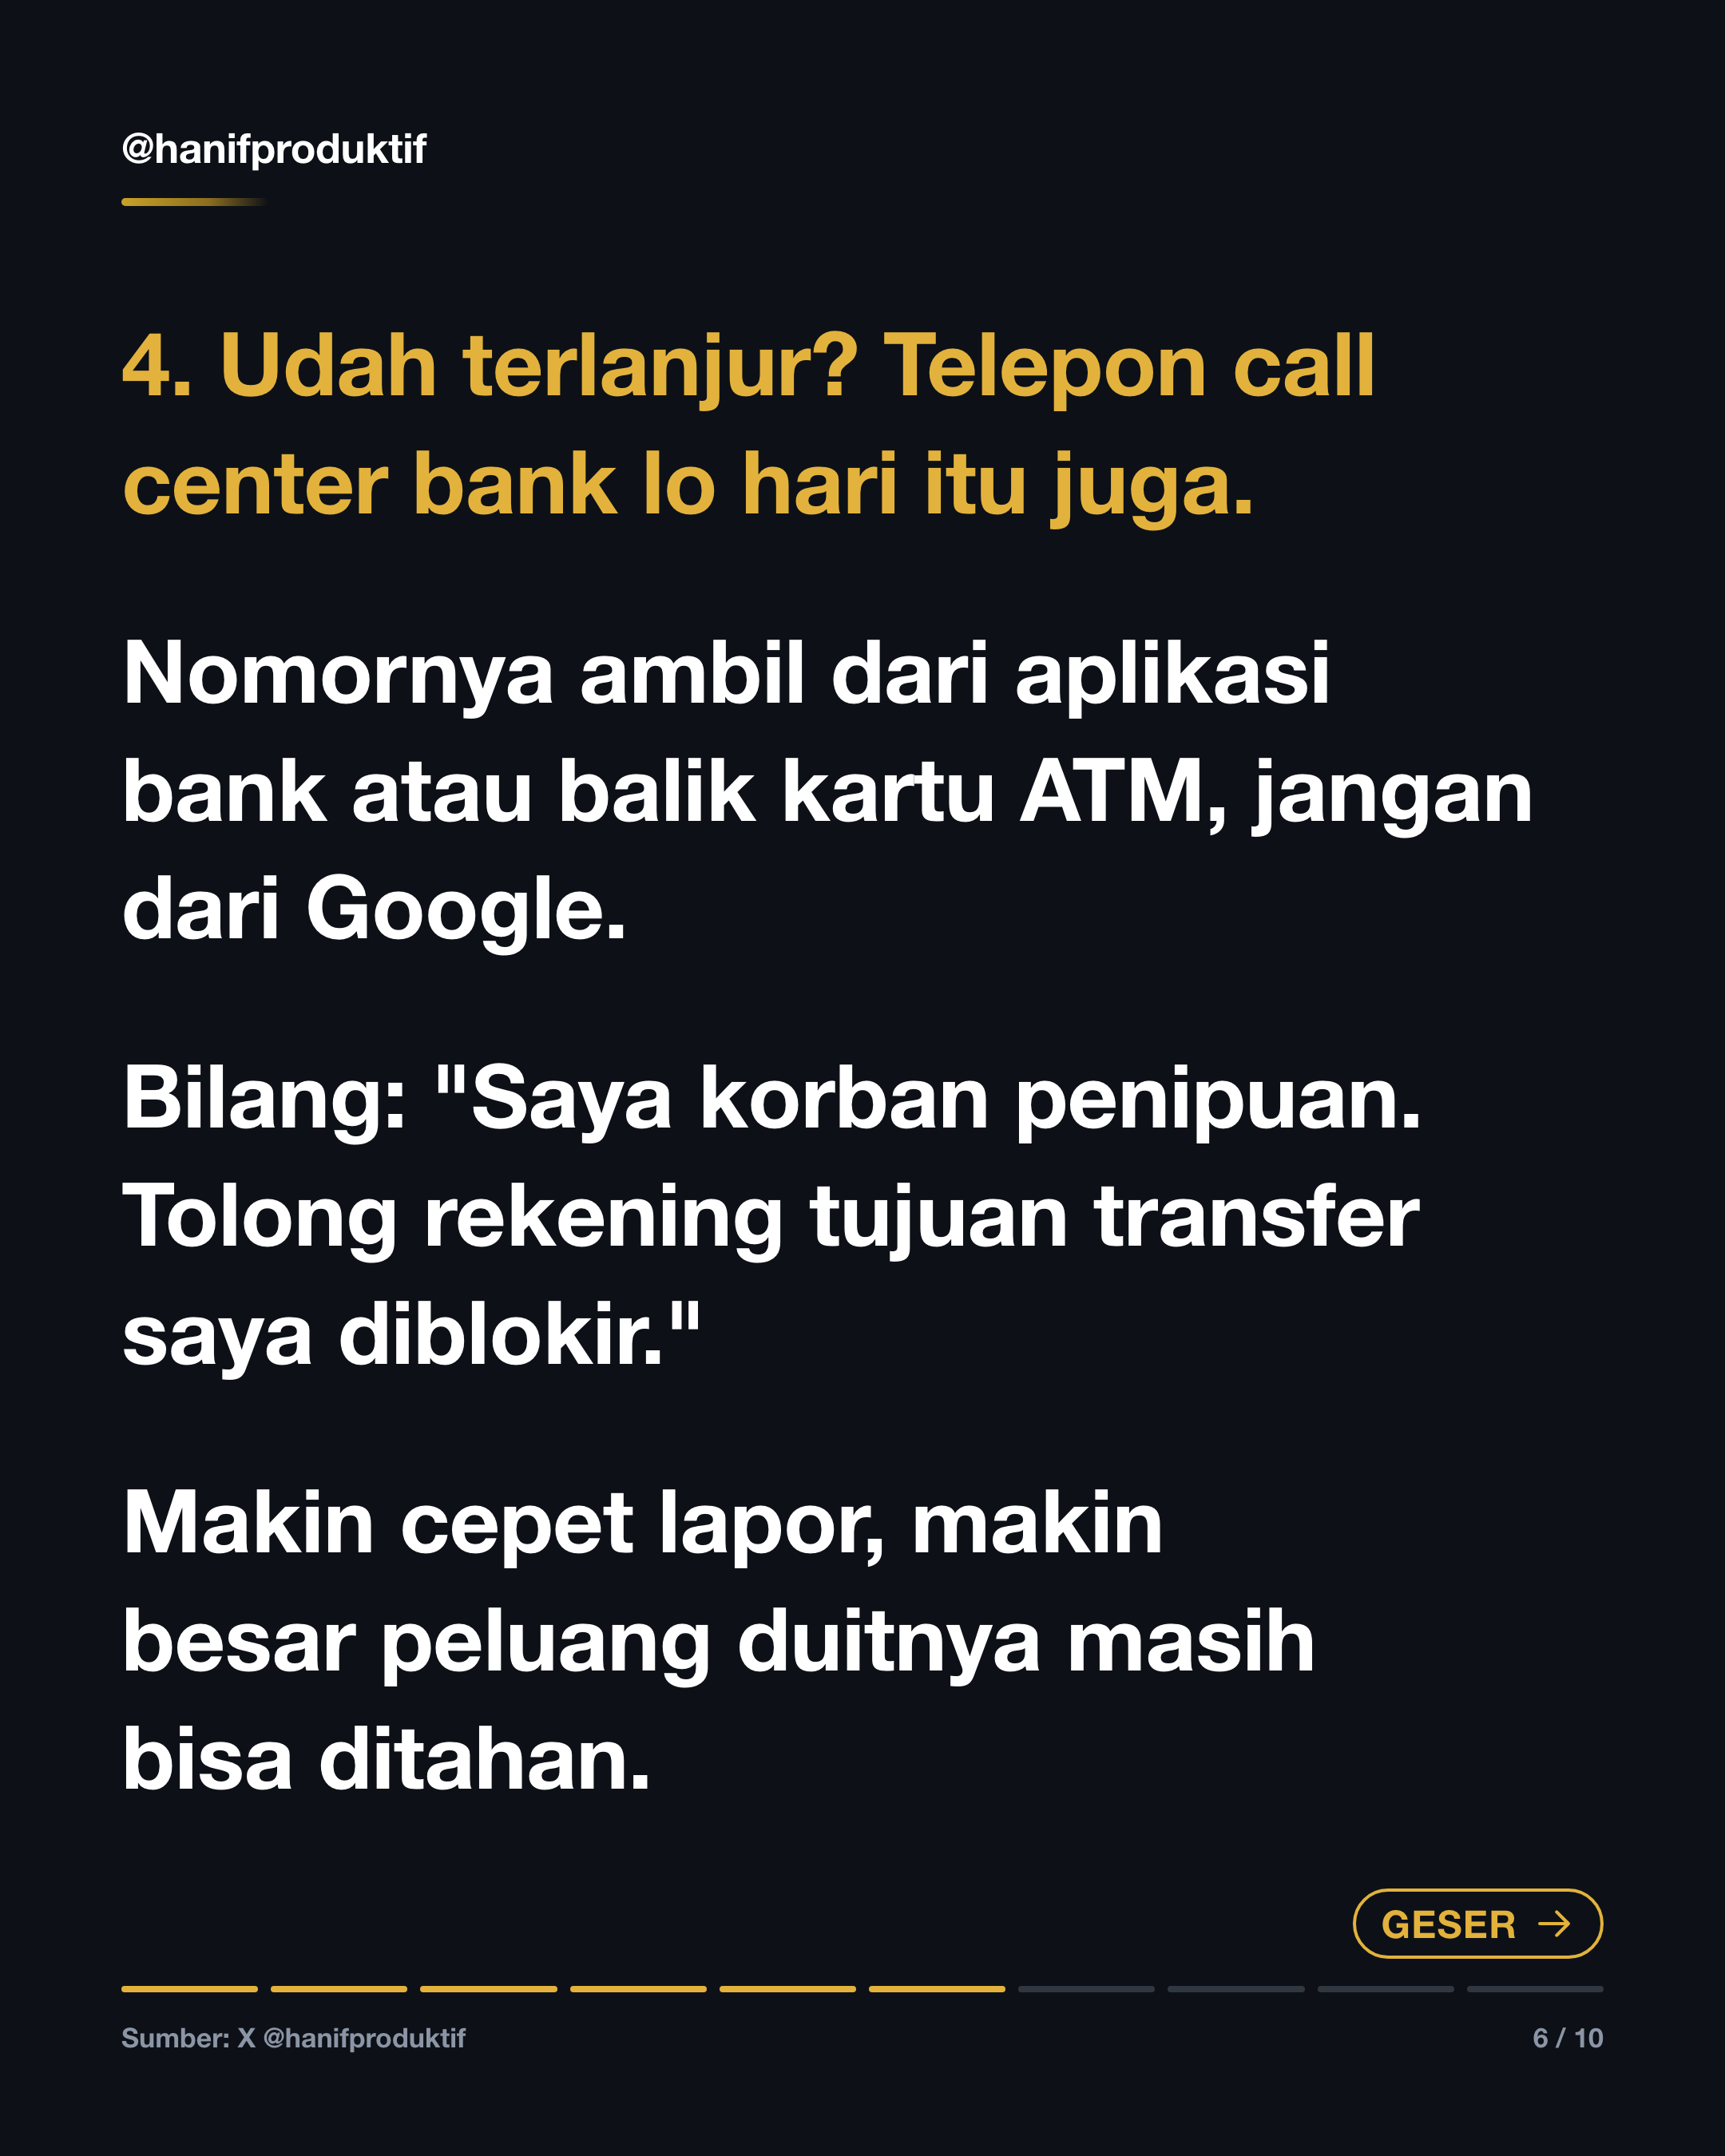 @hanifproduktif
4. Udah terlanjur? Telepon call
center bank lo hari itu juga.
Nomornya ambil dari aplikasi
bank atau balik kartu ATM, jangan
dari Google.
Bilang: "Saya korban penipuan.
Tolong rekening tujuan transfer
saya diblokir."
Makin cepet lapor, makin
besar peluang duitnya masih
bisa ditahan.
GESER →
Sumber: X @hanifproduktif
6 / 10